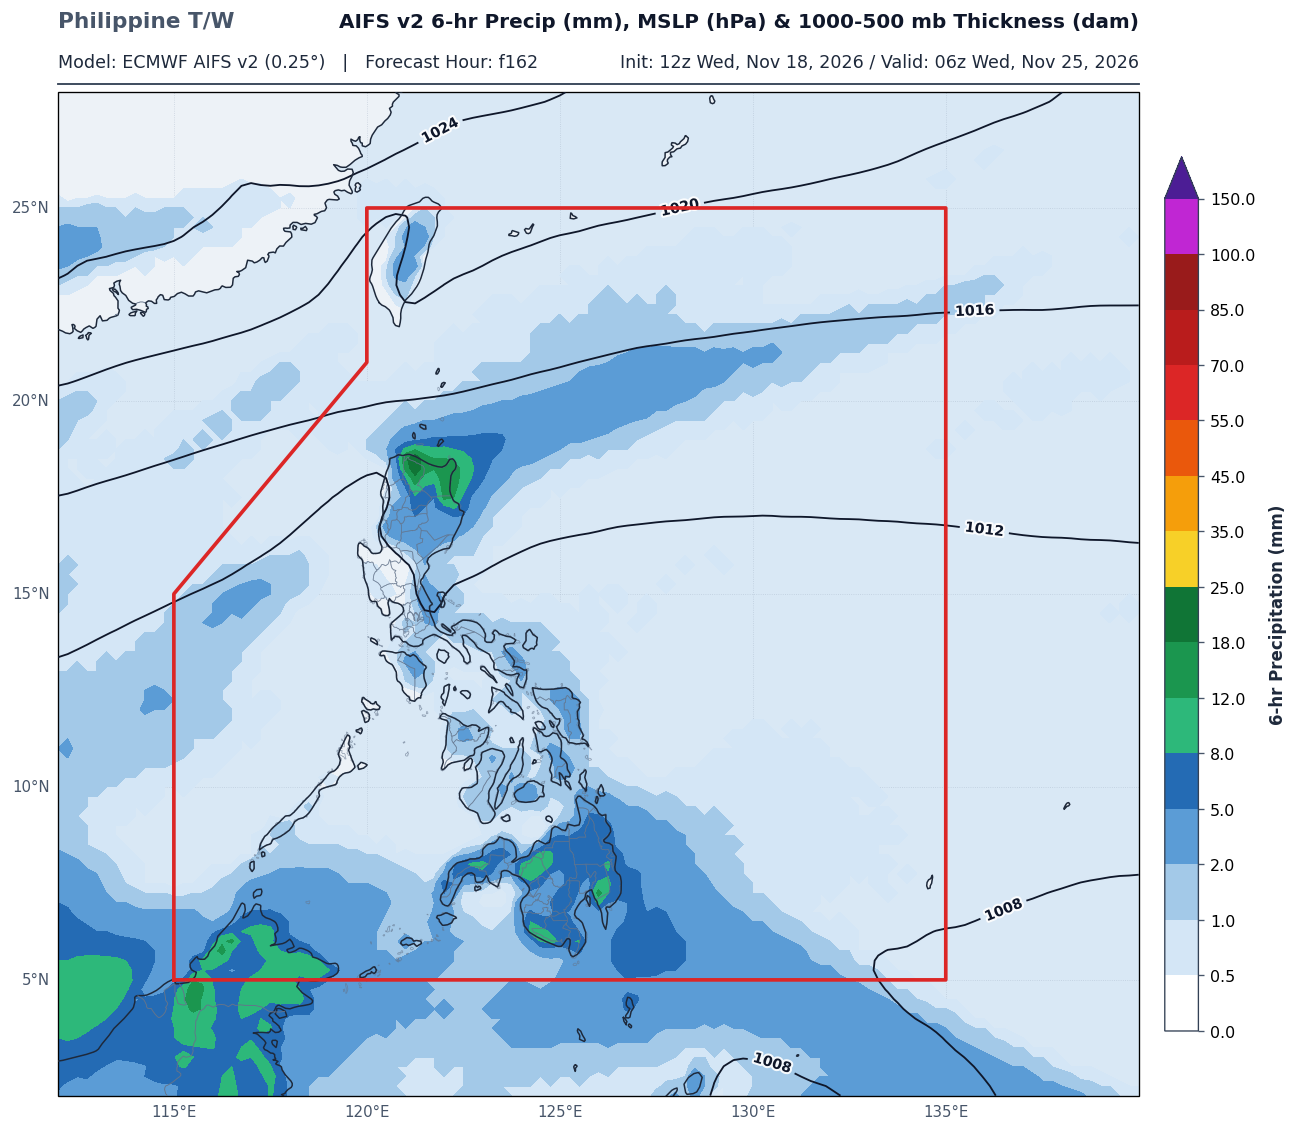 Philippine T/W
AIFS v2 6-hr Precip (mm), MSLP (hPa) & 1000-500 mb Thickness (dam)
Model: ECMWF AIFS v2 (0.25°) | Forecast Hour: f162
Init: 12z Wed, Nov 18, 2026 / Valid: 06z Wed, Nov 25, 2026
1024
1020
1016
1012
1008
1008
25°N
20°N
15°N
10°N
5°N
115°E
120°E
125°E
130°E
135°E
150.0
100.0
85.0
70.0
55.0
45.0
35.0
25.0
18.0
12.0
8.0
5.0
2.0
1.0
0.5
0.0
6-hr Precipitation (mm)